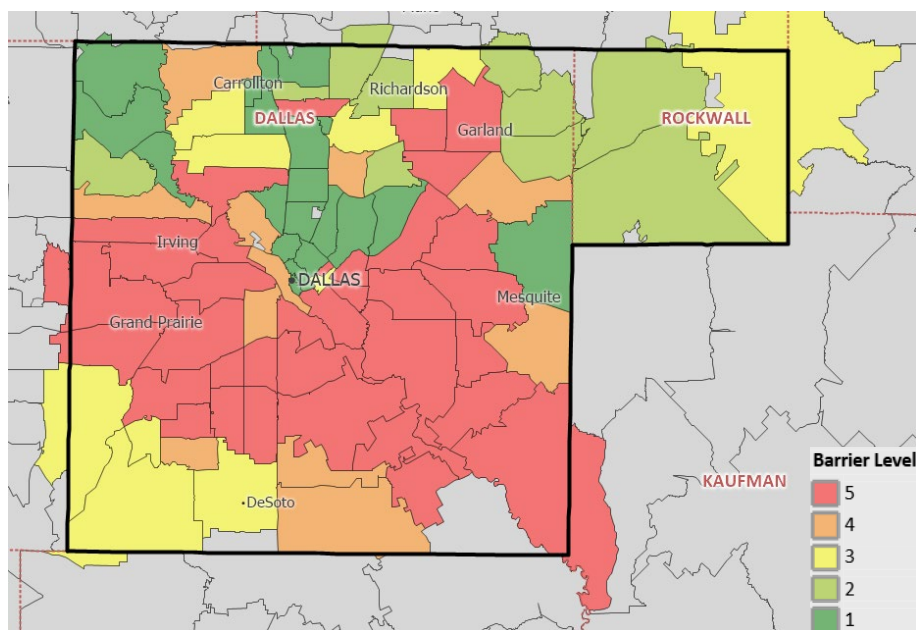 Carrollton
Richardson
DALLAS
ROCKWALL
Garland
Irving
DALLAS
Mesquite
Grand Prairie
Barrier Level
KAUFMAN
5
DeSoto
4
3
2
1